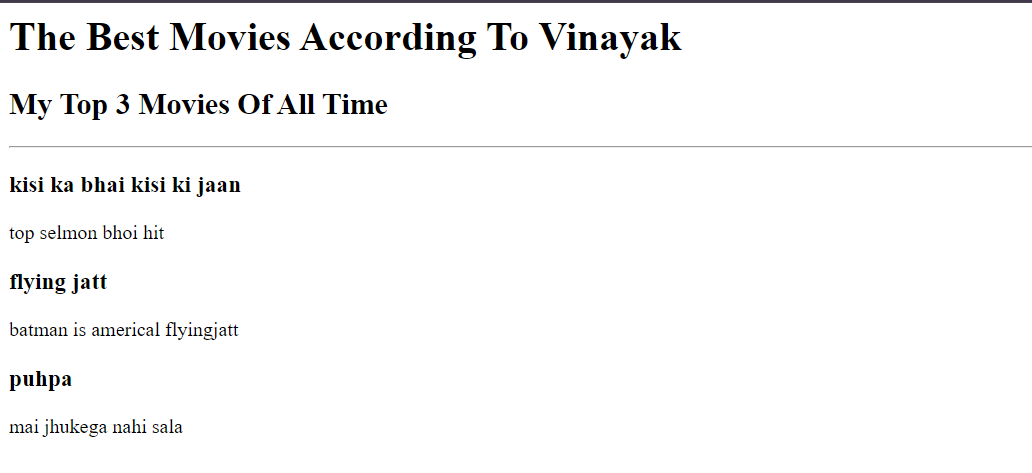 The Best Movies According To Vinayak
My Top 3 Movies Of All Time
kisi ka bhai kisi ki jaan
top selmon bhoi hit
flying jatt
batman is americal flyingjatt
puhpa
mai jhukega nahi sala